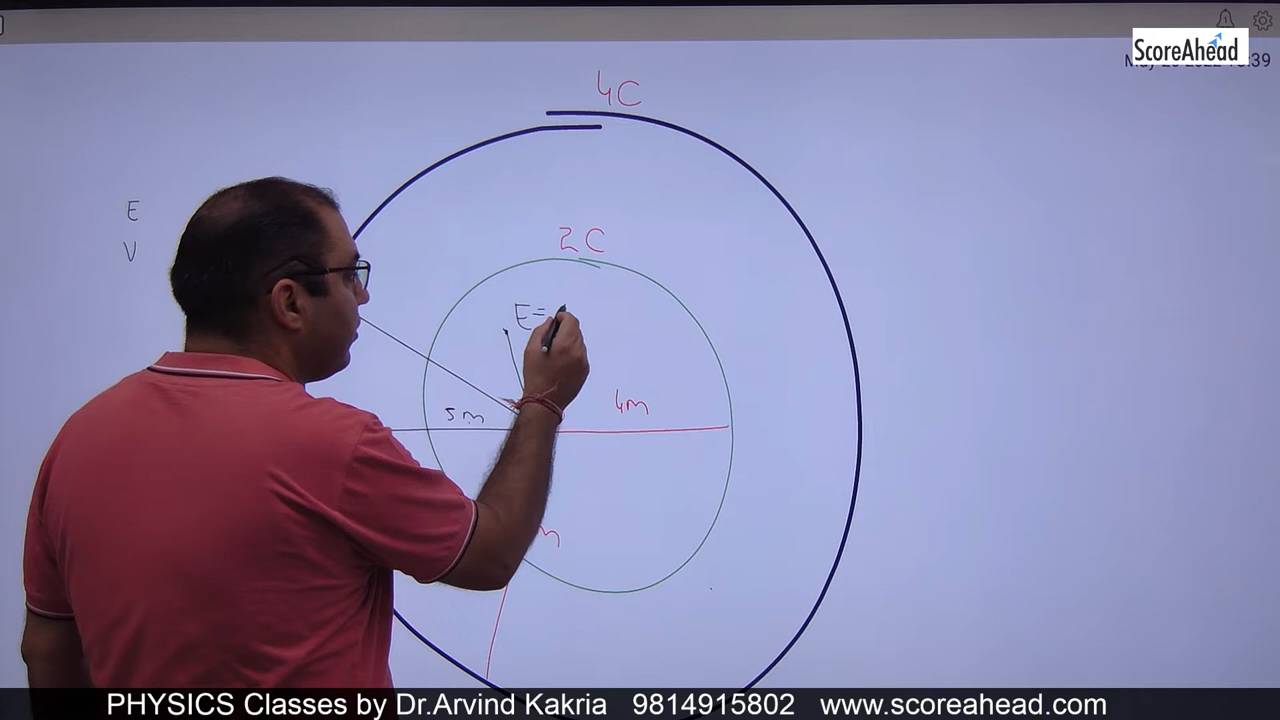 ScoreAhead
4C
E
V
2C
E=
4m
5m
m
PHYSICS Classes by Dr.Arvind Kakria 9814915802 www.scoreahead.com